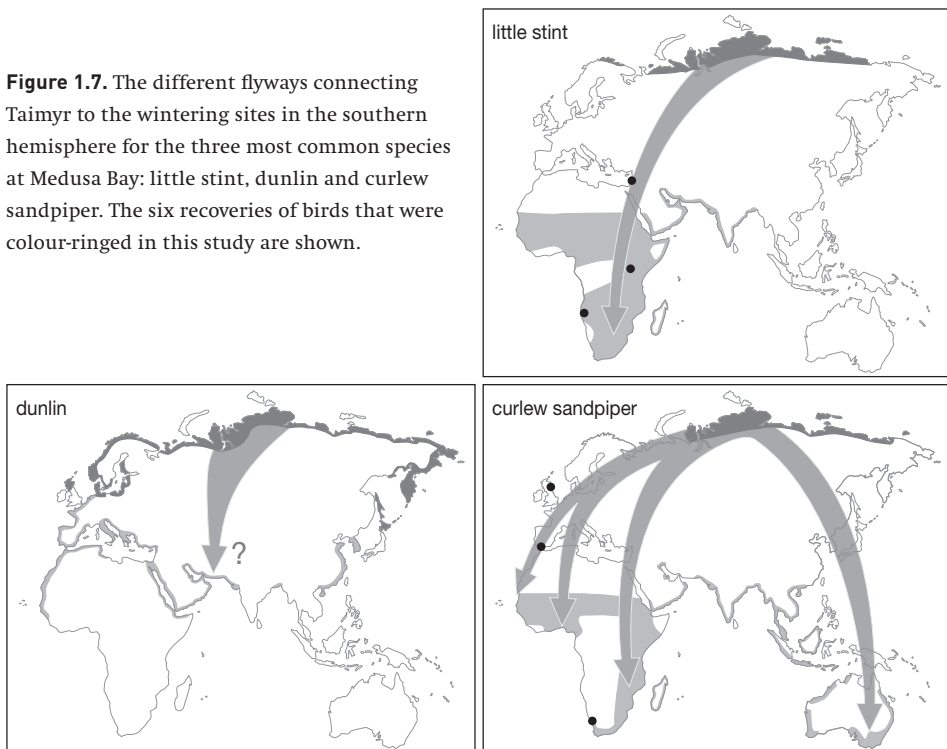 little stint
Figure 1.7. The different flyways connecting
Taimyr to the wintering sites in the southern
hemisphere for the three most common species
at Medusa Bay: little stint, dunlin and curlew
sandpiper. The six recoveries of birds that were
colour-ringed in this study are shown.
dunlin
?
curlew sandpiper